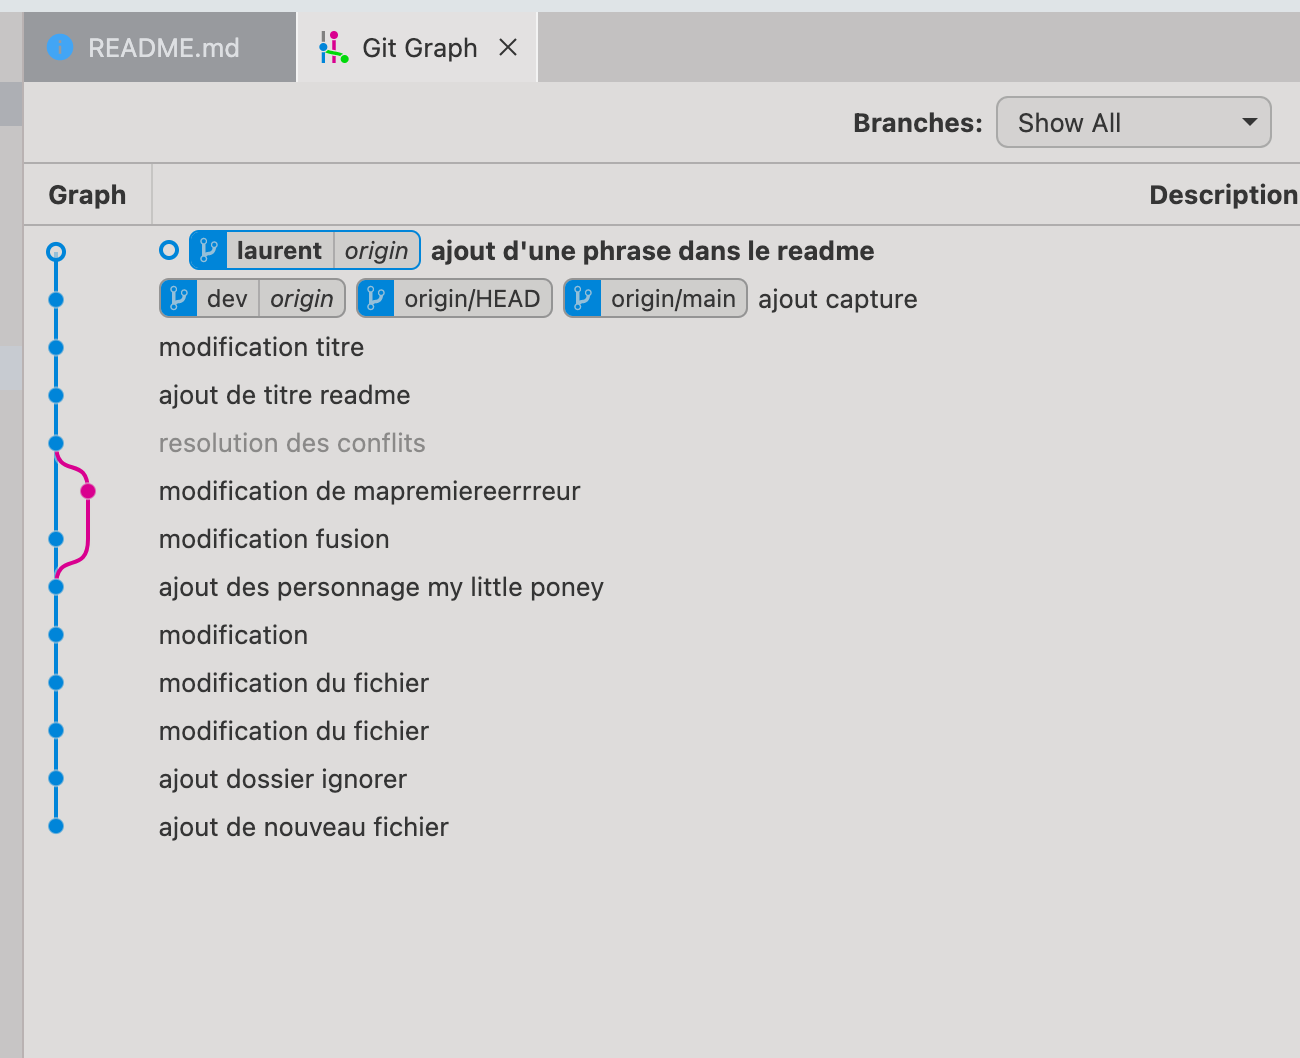 README.md Git Graph
Branches: Show All
Graph Description
laurent origin ajout d'une phrase dans le readme
dev origin origin/HEAD origin/main ajout capture
modification titre
ajout de titre readme
resolution des conflits
modification de mapremiereerrreur
modification fusion
ajout des personnage my little poney
modification
modification du fichier
modification du fichier
ajout dossier ignorer
ajout de nouveau fichier